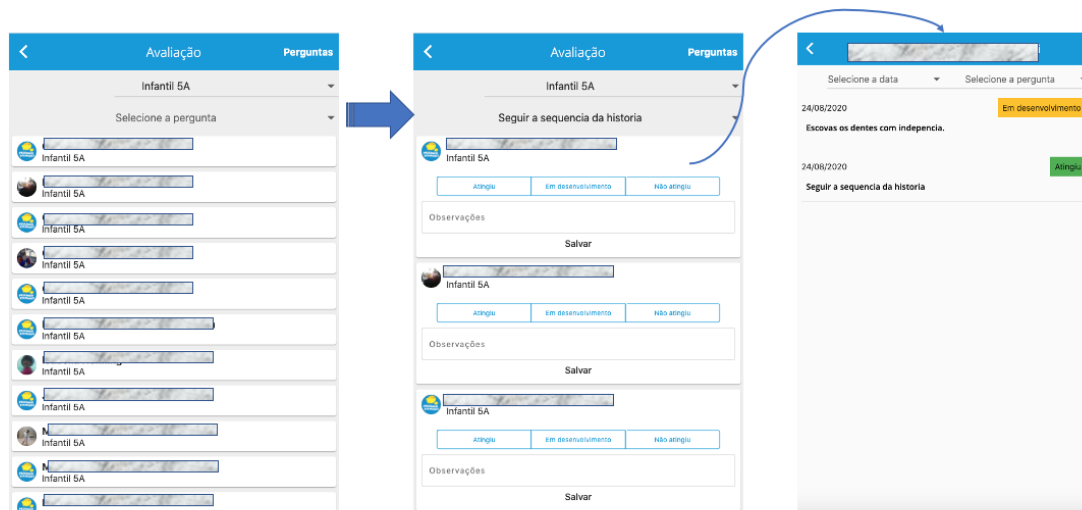 Avaliação
Perguntas
Infantil 5A
Selecione a pergunta
Infantil 5A
Infantil 5A
Infantil 5A
Infantil 5A
Infantil 5A
Infantil 5A
Infantil 5A
Infantil 5A
M
Infantil 5A
M
Infantil 5A
Avaliação
Perguntas
Infantil 5A
Seguir a sequencia da historia
Infantil 5A
Atingiu
Em desenvolvimento
Não atingiu
Observações
Salvar
Infantil 5A
Atingiu
Em desenvolvimento
Não atingiu
Observações
Salvar
Infantil 5A
Atingiu
Em desenvolvimento
Não atingiu
Observações
Salvar
Selecione a data
Selecione a pergunta
24/08/2020
Em desenvolvimento
Escovas os dentes com indepencia.
24/08/2020
Atingiu
Seguir a sequencia da historia